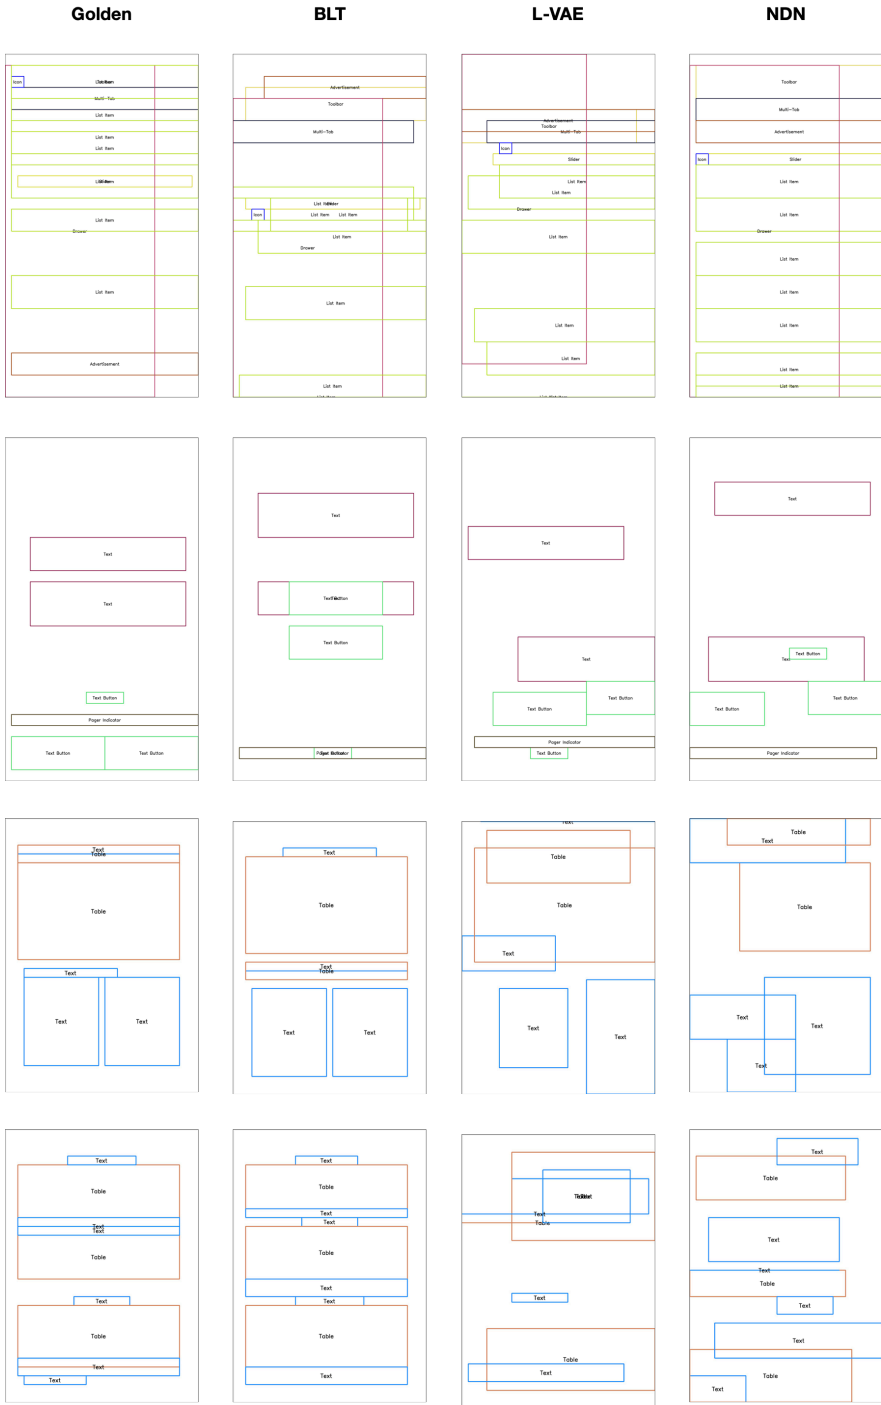 Golden BLT L-VAE NDN
Icon
List Item
Multi-Tab
List Item
List Item
List Item
List Item
Drawer
List Item
Advertisement
Advertisement
Toolbar
Multi-Tab
List Item
Icon
List Item
List Item
List Item
Drawer
List Item
List Item
Advertisement
Toolbar
Multi-Tab
Icon
Slider
List Item
List Item
Drawer
List Item
List Item
List Item
Toolbar
Multi-Tab
Advertisement
Icon
Slider
List Item
List Item
Drawer
List Item
List Item
List Item
List Item
List Item
Text
Text
Text Button
Pager Indicator
Text Button
Text Button
Text
Text Button
Text Button
Text
Text
Text Button
Text Button
Pager Indicator
Text Button
Text
Text Button
Text
Text Button
Text Button
Pager Indicator
Text
Table
Table
Text
Text
Text
Text
Table
Text
Table
Text
Text
Text
Table
Table
Text
Text
Text
Table
Text
Table
Text
Text
Text
Text
Table
Text
Text
Table
Text
Table
Text
Text
Text
Table
Text
Text
Table
Text
Text
Table
Text
Text
Table
Text
Table
Text
Text
Table
Text
Text
Table
Text
Text
Table
Text
Text
Table
Text